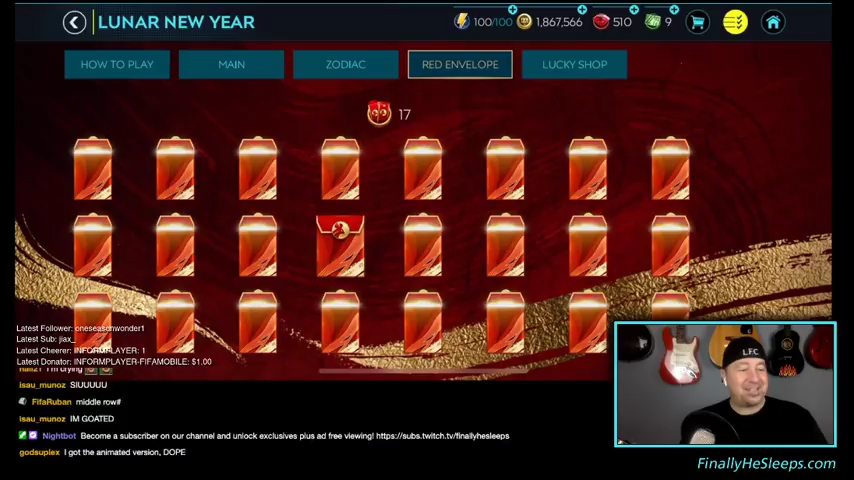 LUNAR NEW YEAR
100/100
1,867,566
510
9
HOW TO PLAY
MAIN
ZODIAC
RED ENVELOPE
LUCKY SHOP
17
Latest Follower: oneseasonwonder1
Latest Sub: jiax_
Latest Cheerer: INFORMPLAYER: 1
Latest Donator: INFORMPLAYER-FIFAMOBILE: $1.00
I'm crying
isau_munoz SIUUUUU
FifaRuban middle row#
isau_munoz IM GOATED
Nightbot Become a subscriber on our channel and unlock exclusives plus ad free viewing! https://subs.twitch.tv/finallyhesleeps
godsuplex I got the animated version, DOPE
L.F.C
FinallyHeSleeps.com